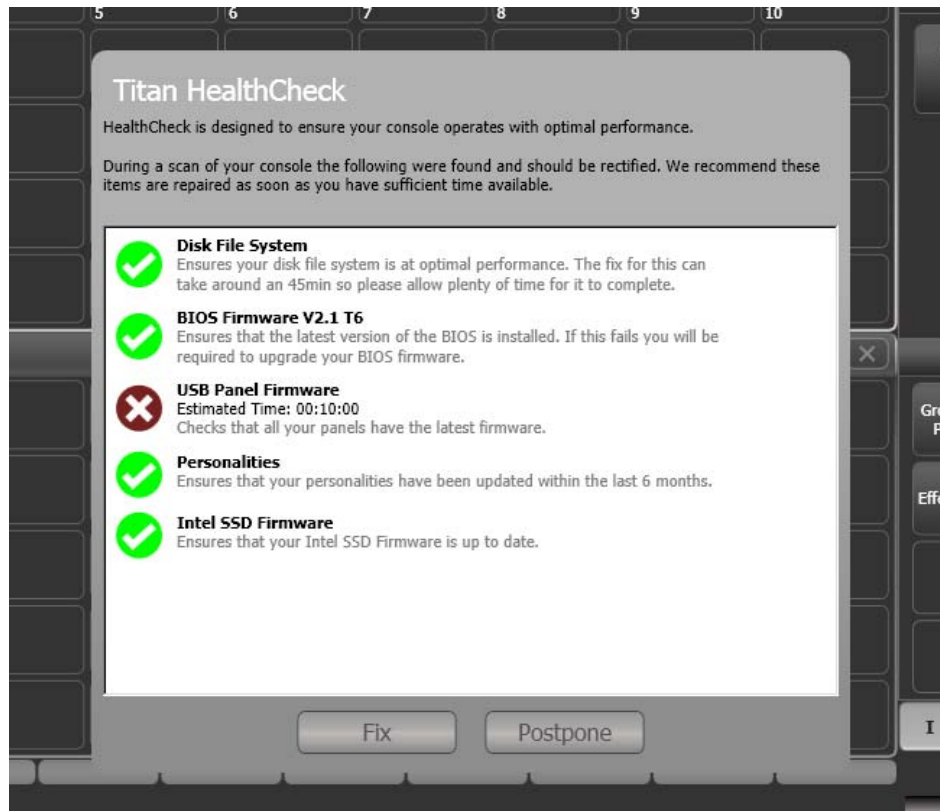 5 6 7 8 9 10
Titan HealthCheck
HealthCheck is designed to ensure your console operates with optimal performance.
During a scan of your console the following were found and should be rectified. We recommend these
items are repaired as soon as you have sufficient time available.
Disk File System
Ensures your disk file system is at optimal performance. The fix for this can
take around an 45min so please allow plenty of time for it to complete.
BIOS Firmware V2.1 T6
Ensures that the latest version of the BIOS is installed. If this fails you will be
required to upgrade your BIOS firmware.
USB Panel Firmware
Estimated Time: 00:10:00
Checks that all your panels have the latest firmware.
Personalities
Ensures that your personalities have been updated within the last 6 months.
Intel SSD Firmware
Ensures that your Intel SSD Firmware is up to date.
Fix
Postpone